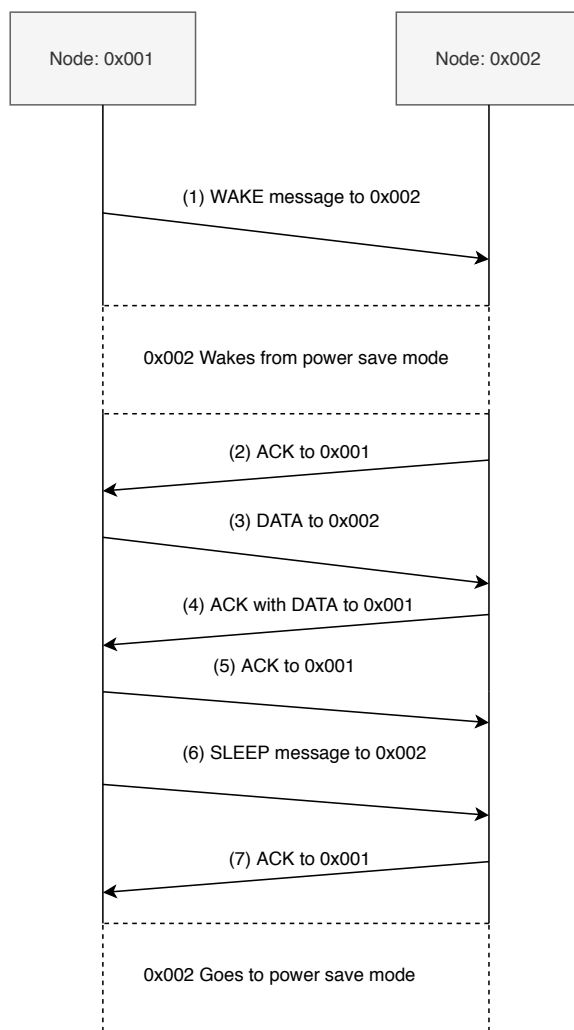 Node: 0x001
Node: 0x002
(1) WAKE message to 0x002
0x002 Wakes from power save mode
(2) ACK to 0x001
(3) DATA to 0x002
(4) ACK with DATA to 0x001
(5) ACK to 0x001
(6) SLEEP message to 0x002
(7) ACK to 0x001
0x002 Goes to power save mode